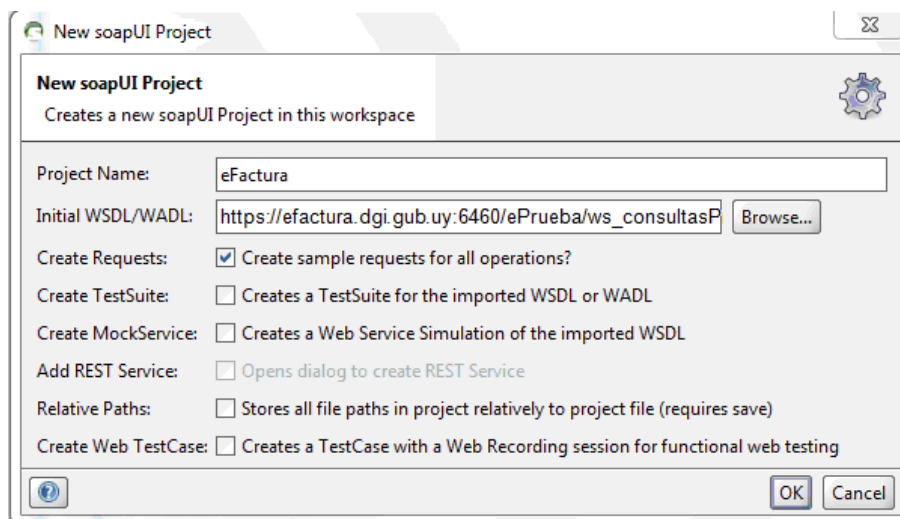 New soapUI Project
New soapUI Project
Creates a new soapUI Project in this workspace
Project Name: eFactura
Initial WSDL/WADL: https://efactura.dgi.gub.uy:6460/ePrueba/ws_consultasP Browse...
Create Requests: Create sample requests for all operations?
Create TestSuite: Creates a TestSuite for the imported WSDL or WADL
Create MockService: Creates a Web Service Simulation of the imported WSDL
Add REST Service: Opens dialog to create REST Service
Relative Paths: Stores all file paths in project relatively to project file (requires save)
Create Web TestCase: Creates a TestCase with a Web Recording session for functional web testing
? OK Cancel